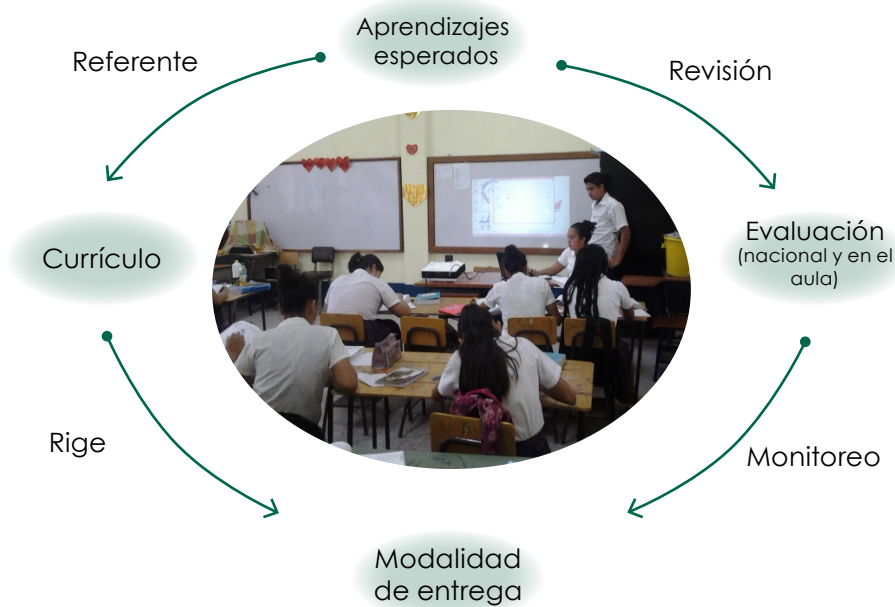 Aprendizajes
esperados
Referente
Revisión
Currículo
Evaluación
(nacional y en el
aula)
Rige
Monitoreo
Modalidad
de entrega